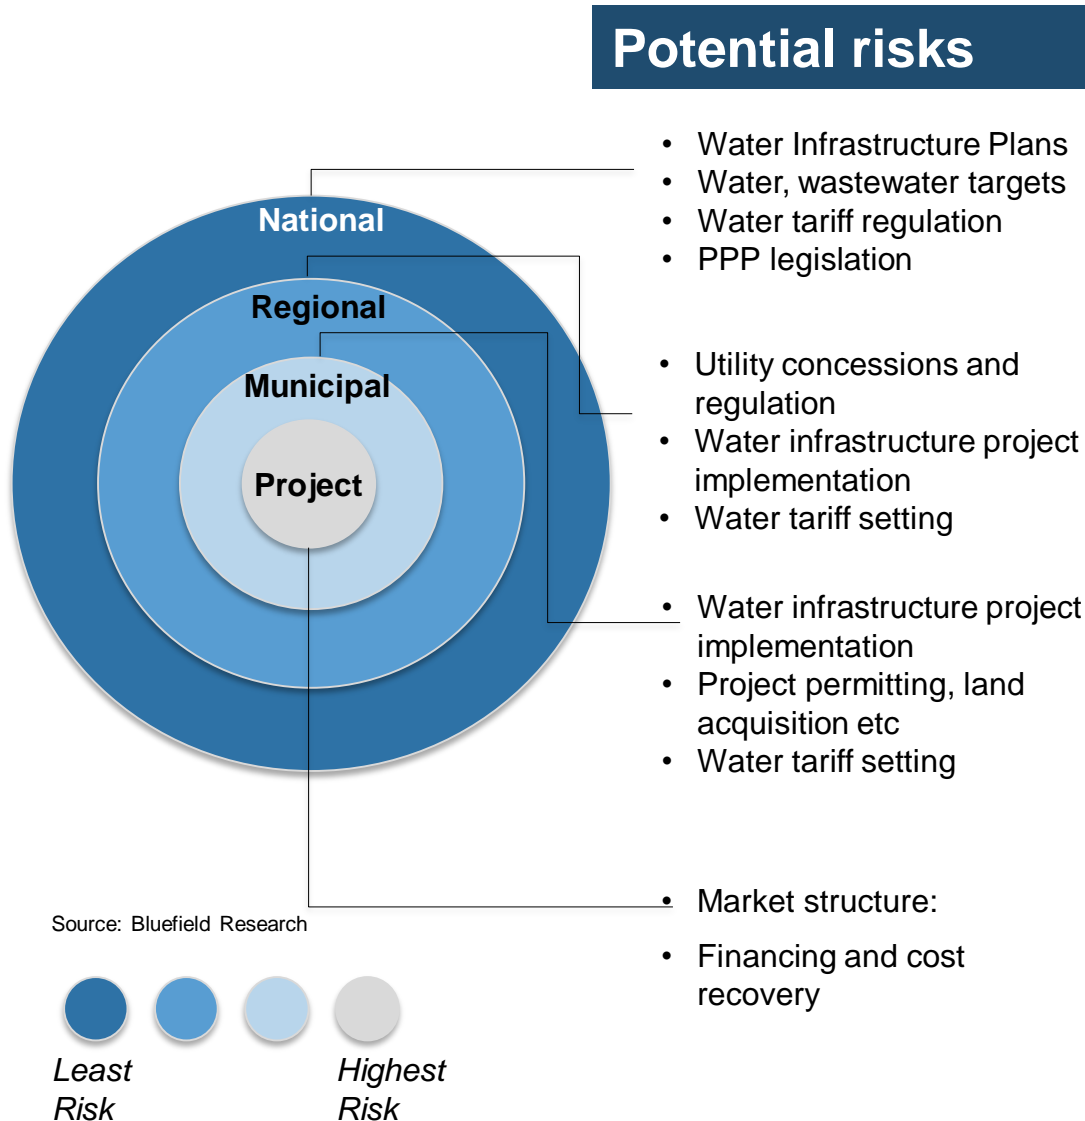 Potential risks
• Water Infrastructure Plans
• Water, wastewater targets
• Water tariff regulation
• PPP legislation
National
Regional
Municipal
Project
• Utility concessions and
regulation
• Water infrastructure project
implementation
• Water tariff setting
• Water infrastructure project
implementation
• Project permitting, land
acquisition etc
• Water tariff setting
• Market structure:
• Financing and cost
recovery
Source: Bluefield Research
Least
Risk
Highest
Risk